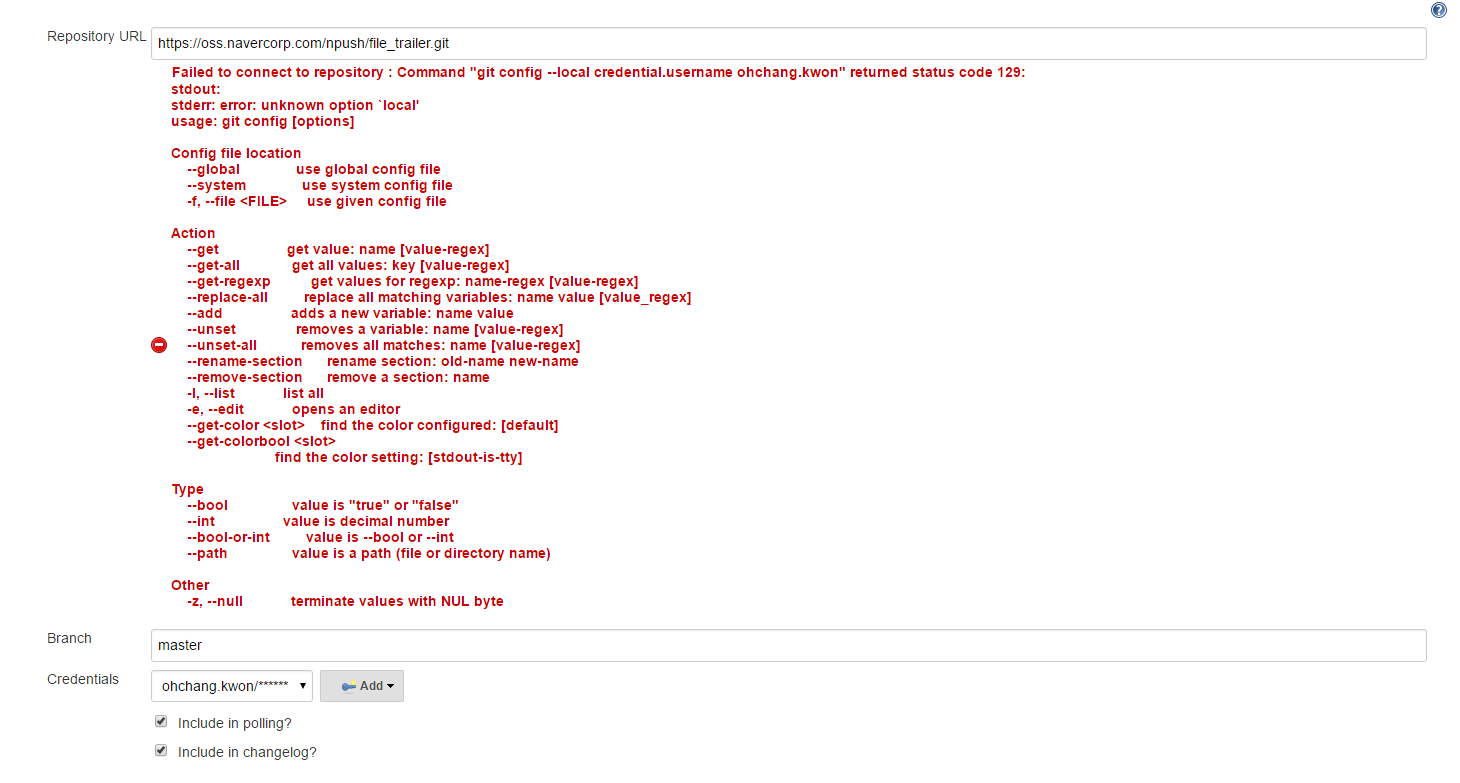 Repository URL
https://oss.navercorp.com/npush/file_trailer.git
Failed to connect to repository : Command "git config --local credential.username ohchang.kwon" returned status code 129:
stdout:
stderr: error: unknown option `local'
usage: git config [options]
Config file location
--global use global config file
--system use system config file
-f, --file <FILE> use given config file
Action
--get get value: name [value-regex]
--get-all get all values: key [value-regex]
--get-regexp get values for regexp: name-regex [value-regex]
--replace-all replace all matching variables: name value [value_regex]
--add adds a new variable: name value
--unset removes a variable: name [value-regex]
--unset-all removes all matches: name [value-regex]
--rename-section rename section: old-name new-name
--remove-section remove a section: name
-l, --list list all
-e, --edit opens an editor
--get-color <slot> find the color configured: [default]
--get-colorbool <slot>
find the color setting: [stdout-is-tty]
Type
--bool value is "true" or "false"
--int value is decimal number
--bool-or-int value is --bool or --int
--path value is a path (file or directory name)
Other
-z, --null terminate values with NUL byte
Branch
master
Credentials
ohchang.kwon/******
Add
Include in polling?
Include in changelog?